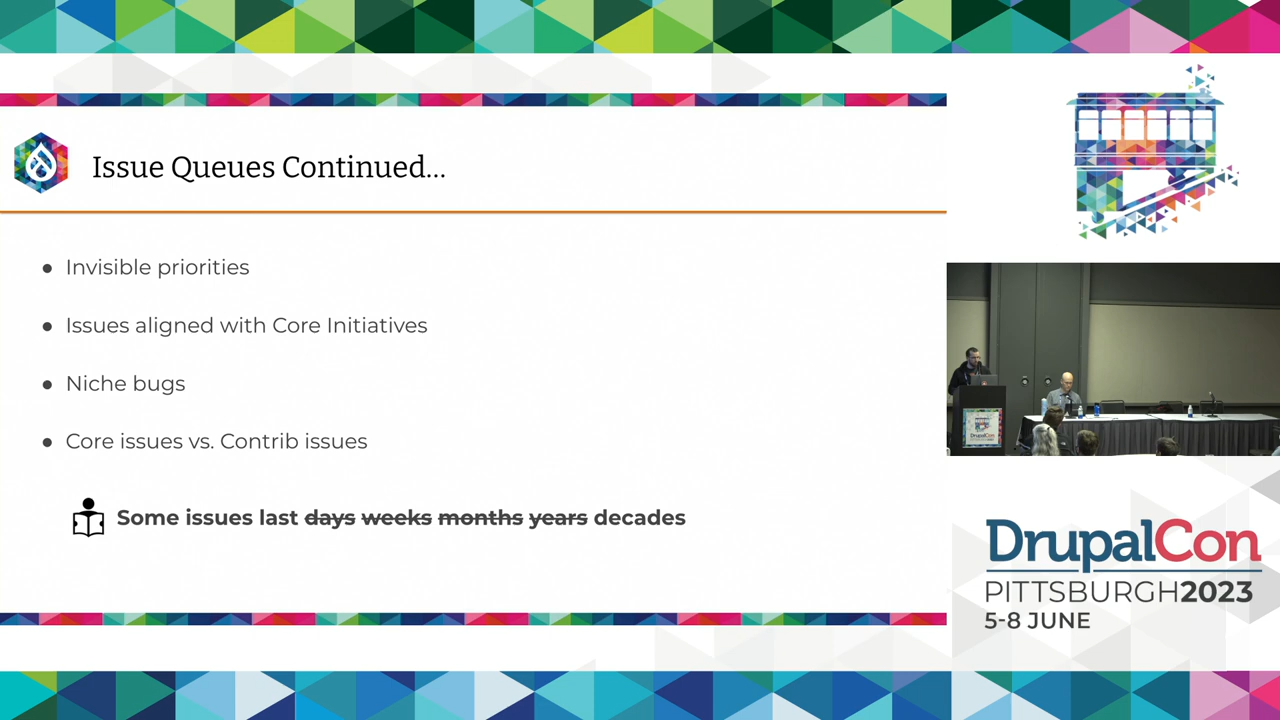 Issue Queues Continued...
● Invisible priorities
● Issues aligned with Core Initiatives
● Niche bugs
● Core issues vs. Contrib issues
Some issues last days weeks months years decades
DrupalCon
DrupalCon
PITTSBURGH2023
5-8 JUNE